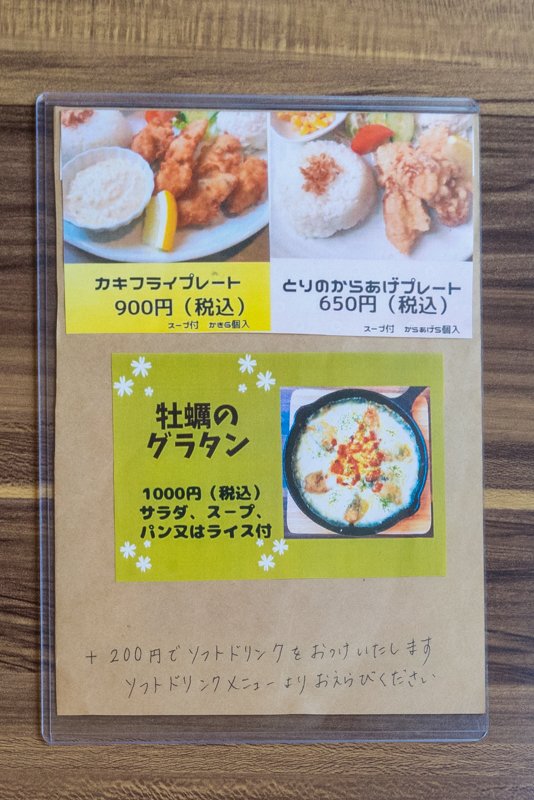 カキフライプレート
900円（税込）
スープ付 かき5個入
とりのからあげプレート
650円（税込）
スープ付 からあげ5個入
牡蠣の
グラタン
1000円（税込）
サラダ、スープ、
パン又はライス付
+ 200円でソフトドリンクをおつけいたします
ソフトドリンクメニューよりおえらびください